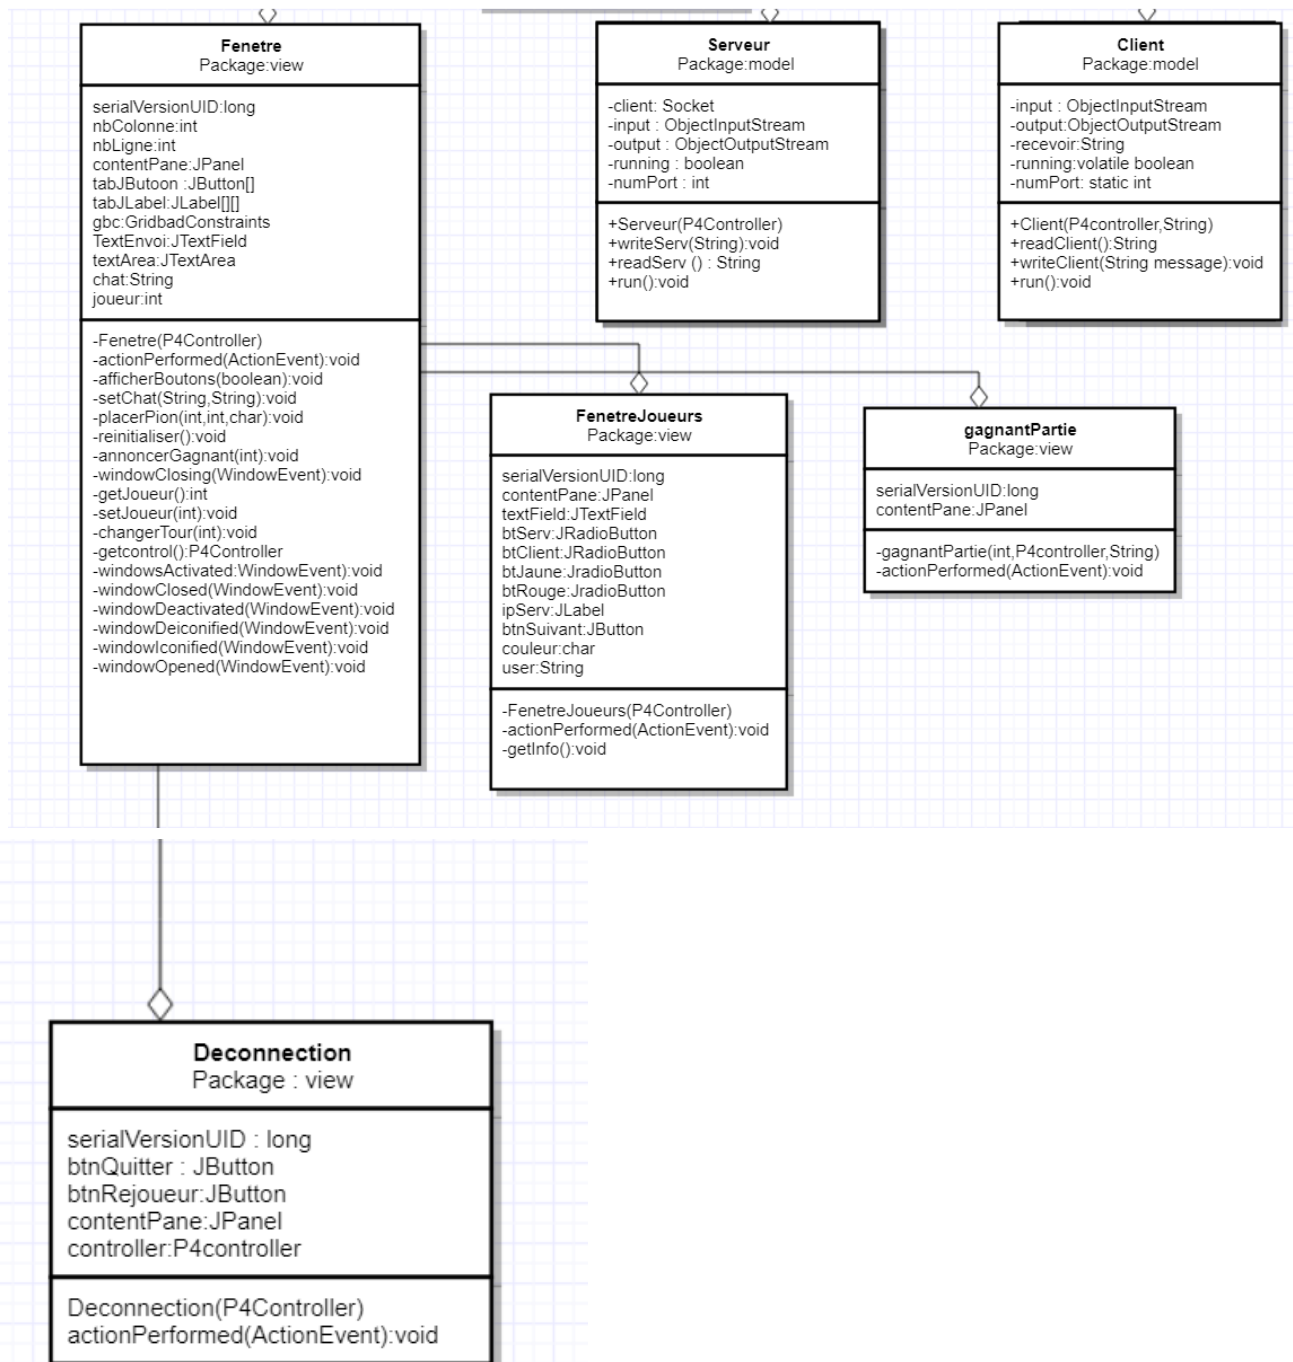 Fenetre
Package:view
serialVersionUID:long
nbColonne:int
nbLigne:int
contentPane:JPanel
tabJButoon :JButton[]
tabJLabel:JLabel[][]
gbc:GridbadConstraints
TextEnvoi:JTextField
textArea:JTextArea
chat:String
joueur:int
-Fenetre(P4Controller)
-actionPerformed(ActionEvent):void
-afficherBoutons(boolean):void
-setChat(String,String):void
-placerPion(int,int,char):void
-reinitialiser():void
-annoncerGagnant(int):void
-windowClosing(WindowEvent):void
-getJoueur():int
-setJoueur(int):void
-changerTour(int):void
-getcontrol():P4Controller
-windowsActivated:WindowEvent):void
-windowClosed(WindowEvent):void
-windowDeactivated(WindowEvent):void
-windowDeiconified(WindowEvent):void
-windowIconified(WindowEvent):void
-windowOpened(WindowEvent):void
Serveur
Package:model
-client: Socket
-input : ObjectInputStream
-output : ObjectOutputStream
-running : boolean
-numPort : int
+Serveur(P4Controller)
+writeServ(String):void
+readServ () : String
+run():void
Client
Package:model
-input : ObjectInputStream
-output:ObjectOutputStream
-recevoir:String
-running:volatile boolean
-numPort: static int
+Client(P4controller,String)
+readClient():String
+writeClient(String message):void
+run():void
FenetreJoueurs
Package:view
serialVersionUID:long
contentPane:JPanel
textField:JTextField
btServ:JRadioButton
btClient:JRadioButton
btJaune:JradioButton
btRouge:JradioButton
ipServ:JLabel
btnSuivant:JButton
couleur:char
user:String
-FenetreJoueurs(P4Controller)
-actionPerformed(ActionEvent):void
-getInfo():void
gagnantPartie
Package:view
serialVersionUID:long
contentPane:JPanel
-gagnantPartie(int,P4controller,String)
-actionPerformed(ActionEvent):void
Deconnection
Package : view
serialVersionUID : long
btnQuitter : JButton
btnRejoueur:JButton
contentPane:JPanel
controller:P4controller
Deconnection(P4Controller)
actionPerformed(ActionEvent):void